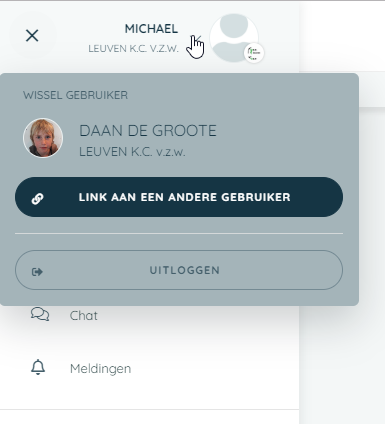 MICHAEL
LEUVEN K.C. V.Z.W.
WISSEL GEBRUIKER
DAAN DE GROOTE
LEUVEN K.C. v.z.w.
LINK AAN EEN ANDERE GEBRUIKER
UITLOGGEN
Chat
Meldingen